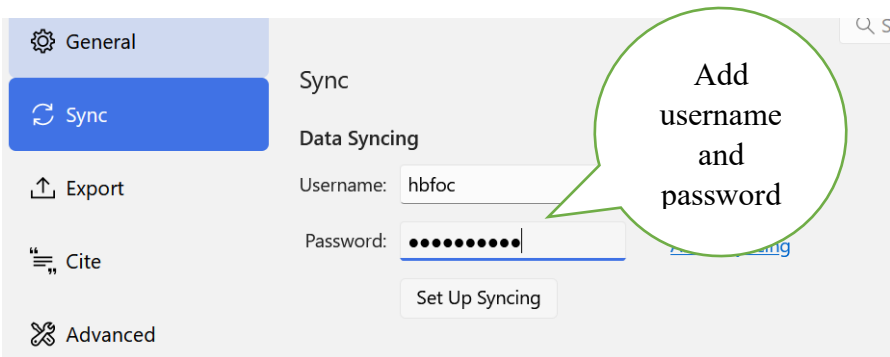 General
Sync
Export
Cite
Advanced
Sync
Data Syncing
Username: hbfoc
Password: ●●●●●●●●●●
Set Up Syncing
Add
username
and
password
S